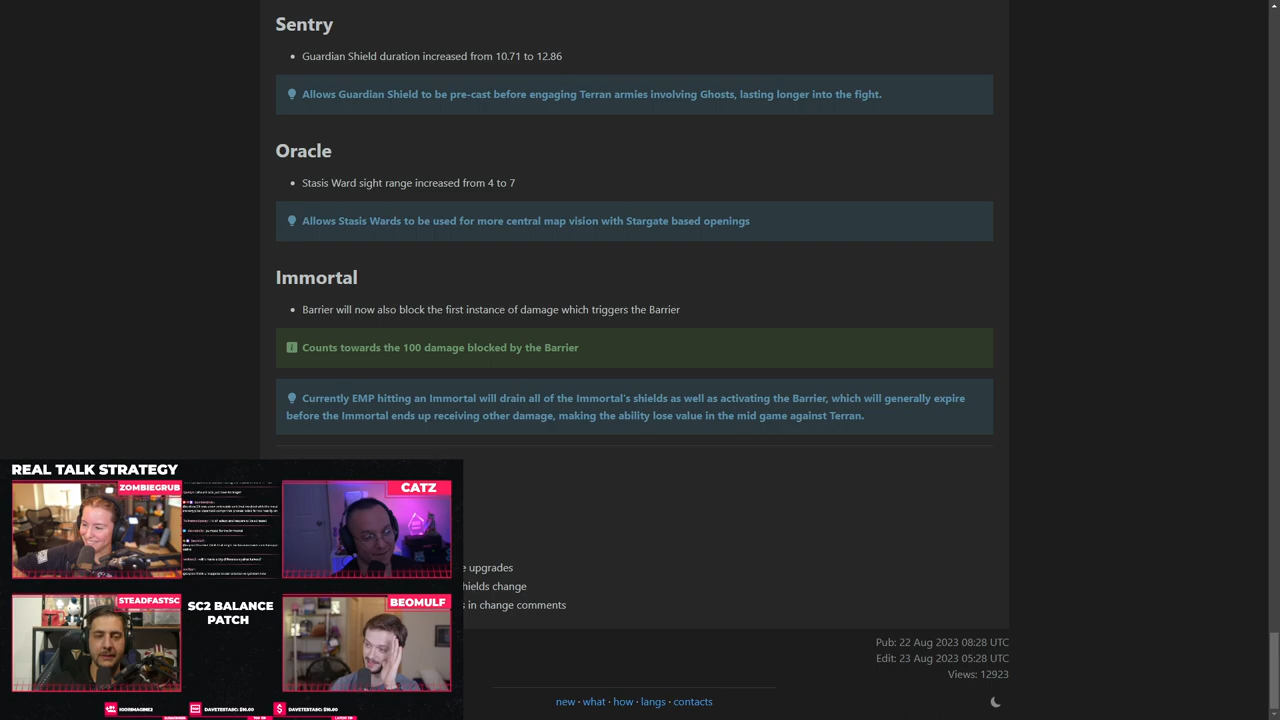 Sentry
Guardian Shield duration increased from 10.71 to 12.86
Allows Guardian Shield to be pre-cast before engaging Terran armies involving Ghosts, lasting longer into the fight.
Oracle
Stasis Ward sight range increased from 4 to 7
Allows Stasis Wards to be used for more central map vision with Stargate based openings
Immortal
Barrier will now also block the first instance of damage which triggers the Barrier
Counts towards the 100 damage blocked by the Barrier
Currently EMP hitting an Immortal will drain all of the Immortal's shields as well as activating the Barrier, which will generally expire
before the Immortal ends up receiving other damage, making the ability lose value in the mid game against Terran.
REAL TALK STRATEGY
ZOMBIEGRUB
CATZ
e upgrades
hields change
s in change comments
STEADFASTSC
SC2 BALANCE
PATCH
BEOMULF
Pub: 22 Aug 2023 08:28 UTC
Edit: 23 Aug 2023 05:28 UTC
Views: 12923
new · what · how · langs · contacts